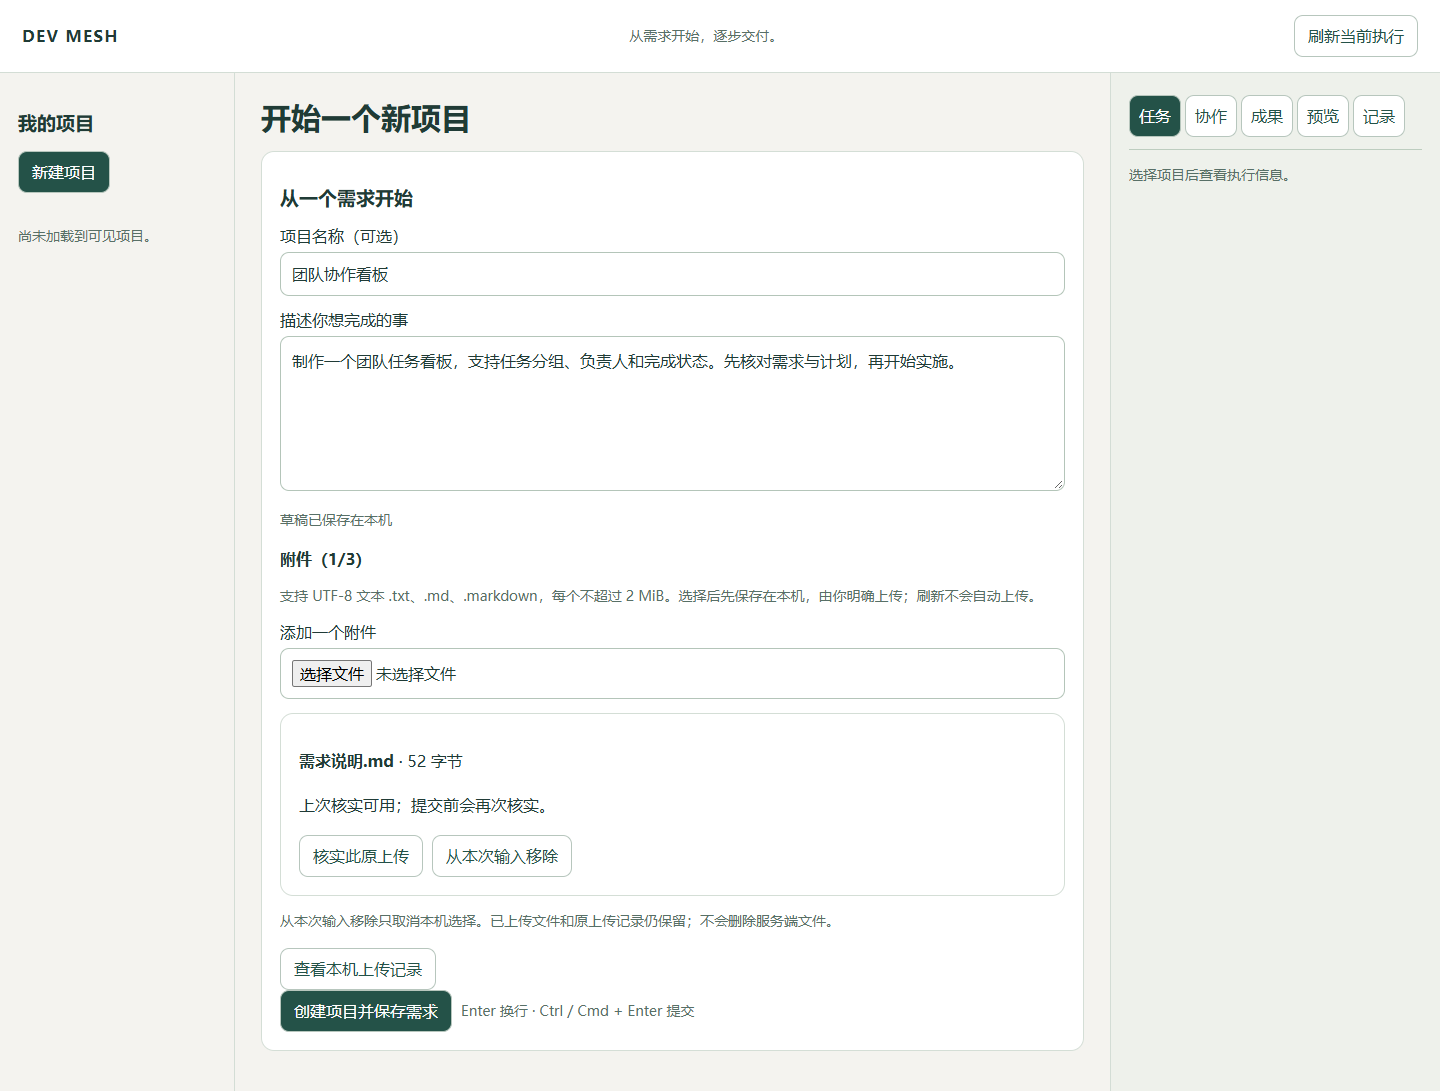 DEV MESH
从需求开始，逐步交付。
刷新当前执行
我的项目
新建项目
尚未加载到可见项目。
开始一个新项目
从一个需求开始
项目名称（可选）
团队协作看板
描述你想完成的事
制作一个团队任务看板，支持任务分组、负责人和完成状态。先核对需求与计划，再开始实施。
草稿已保存在本机
附件（1/3）
支持 UTF-8 文本 .txt、.md、.markdown，每个不超过 2 MiB。选择后先保存在本机，由你明确上传；刷新不会自动上传。
添加一个附件
选择文件 未选择文件
需求说明.md · 52 字节
上次核实可用；提交前会再次核实。
核实此原上传 从本次输入移除
从本次输入移除只取消本机选择。已上传文件和原上传记录仍保留；不会删除服务端文件。
查看本机上传记录
创建项目并保存需求 Enter 换行 · Ctrl / Cmd + Enter 提交
任务 协作 成果 预览 记录
选择项目后查看执行信息。